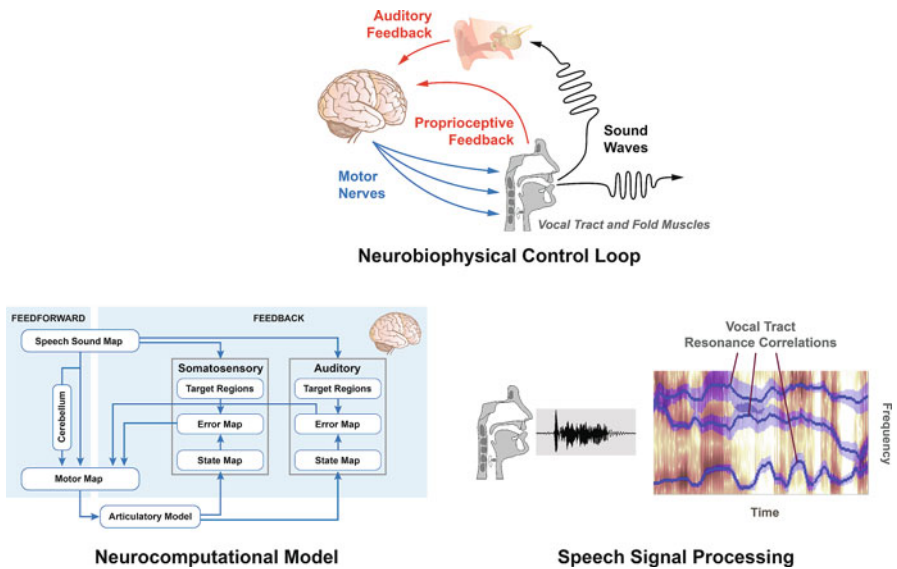 Auditory
Feedback
Proprioceptive
Feedback
Sound
Waves
Motor
Nerves
Vocal Tract and Fold Muscles
Neurobiophysical Control Loop
FEEDFORWARD
FEEDBACK
Speech Sound Map
Somatosensory
Auditory
Target Regions
Target Regions
Cerebellum
Error Map
Error Map
State Map
State Map
Motor Map
Articulatory Model
Neurocomputational Model
Vocal Tract
Resonance Correlations
Frequency
Time
Speech Signal Processing